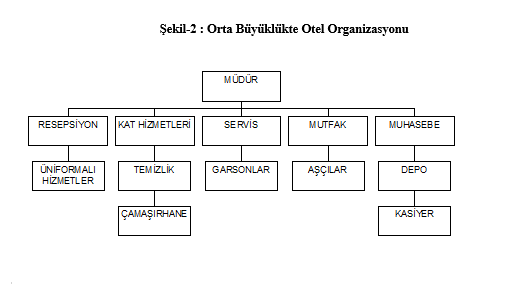 Şekil-2 : Orta Büyüklükte Otel Organizasyonu
MÜDÜR
RESEPSİYON
KAT HİZMETLERİ
SERVİS
MUTFAK
MUHASEBE
ÜNİFORMALI
HİZMETLER
TEMİZLİK
GARSONLAR
AŞÇILAR
DEPO
ÇAMAŞIRHANE
KASİYER